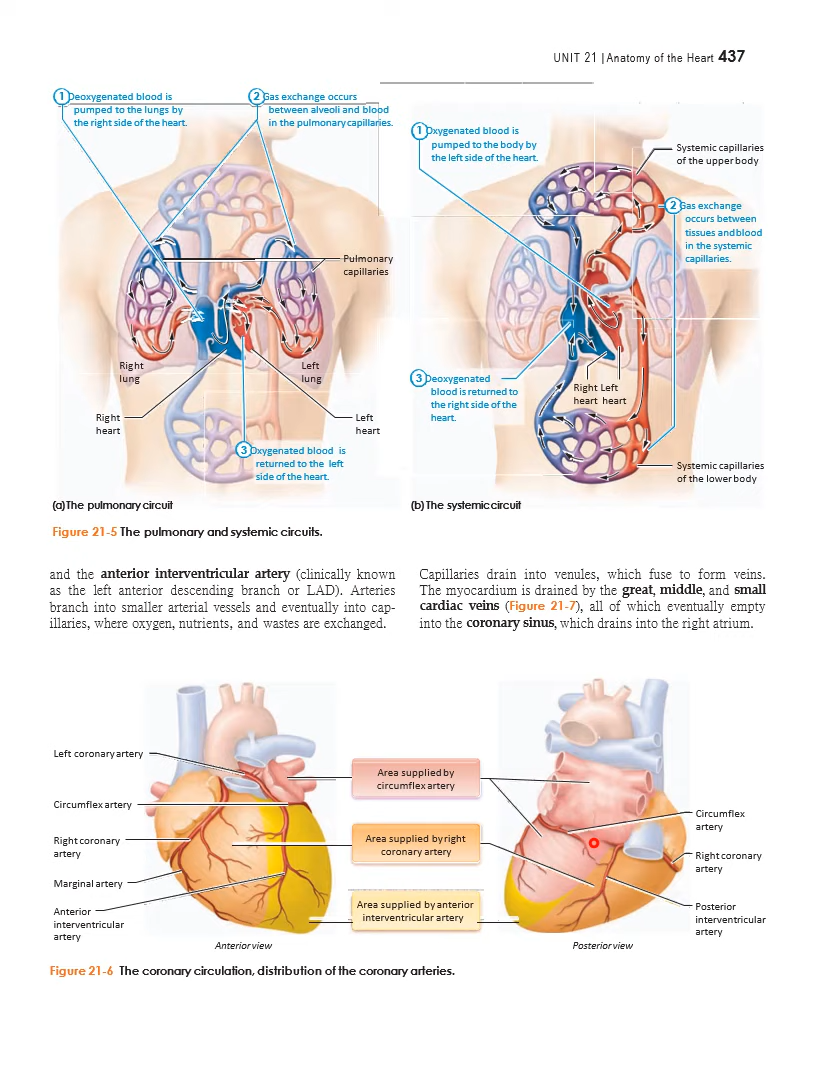 UNIT 21 | Anatomy of the Heart 437
1 Deoxygenated blood is
pumped to the lungs by
the right side of the heart.
2 Gas exchange occurs
between alveoli and blood
in the pulmonary capillaries.
Pulmonary
capillaries
Right
lung
Left
lung
Right
heart
Left
heart
3 Oxygenated blood is
returned to the left
side of the heart.
(a)The pulmonary circuit
1 Oxygenated blood is
pumped to the body by
the left side of the heart.
Systemic capillaries
of the upper body
2 Gas exchange
occurs between
tissues and blood
in the systemic
capillaries.
3 Deoxygenated
blood is returned to
the right side of the
heart.
Right Left
heart heart
Systemic capillaries
of the lower body
(b) The systemic circuit
Figure 21-5 The pulmonary and systemic circuits.
and the anterior interventricular artery (clinically known
as the left anterior descending branch or LAD). Arteries
branch into smaller arterial vessels and eventually into cap-
illaries, where oxygen, nutrients, and wastes are exchanged.
Capillaries drain into venules, which fuse to form veins.
The myocardium is drained by the great, middle, and small
cardiac veins (Figure 21-7), all of which eventually empty
into the coronary sinus, which drains into the right atrium.
Left coronary artery
Circumflex artery
Right coronary
artery
Marginal artery
Anterior
interventricular
artery
Anterior view
Area supplied by
circumflex artery
Area supplied by right
coronary artery
Area supplied by anterior
interventricular artery
Circumflex
artery
Right coronary
artery
Posterior
interventricular
artery
Posterior view
Figure 21-6 The coronary circulation, distribution of the coronary arteries.